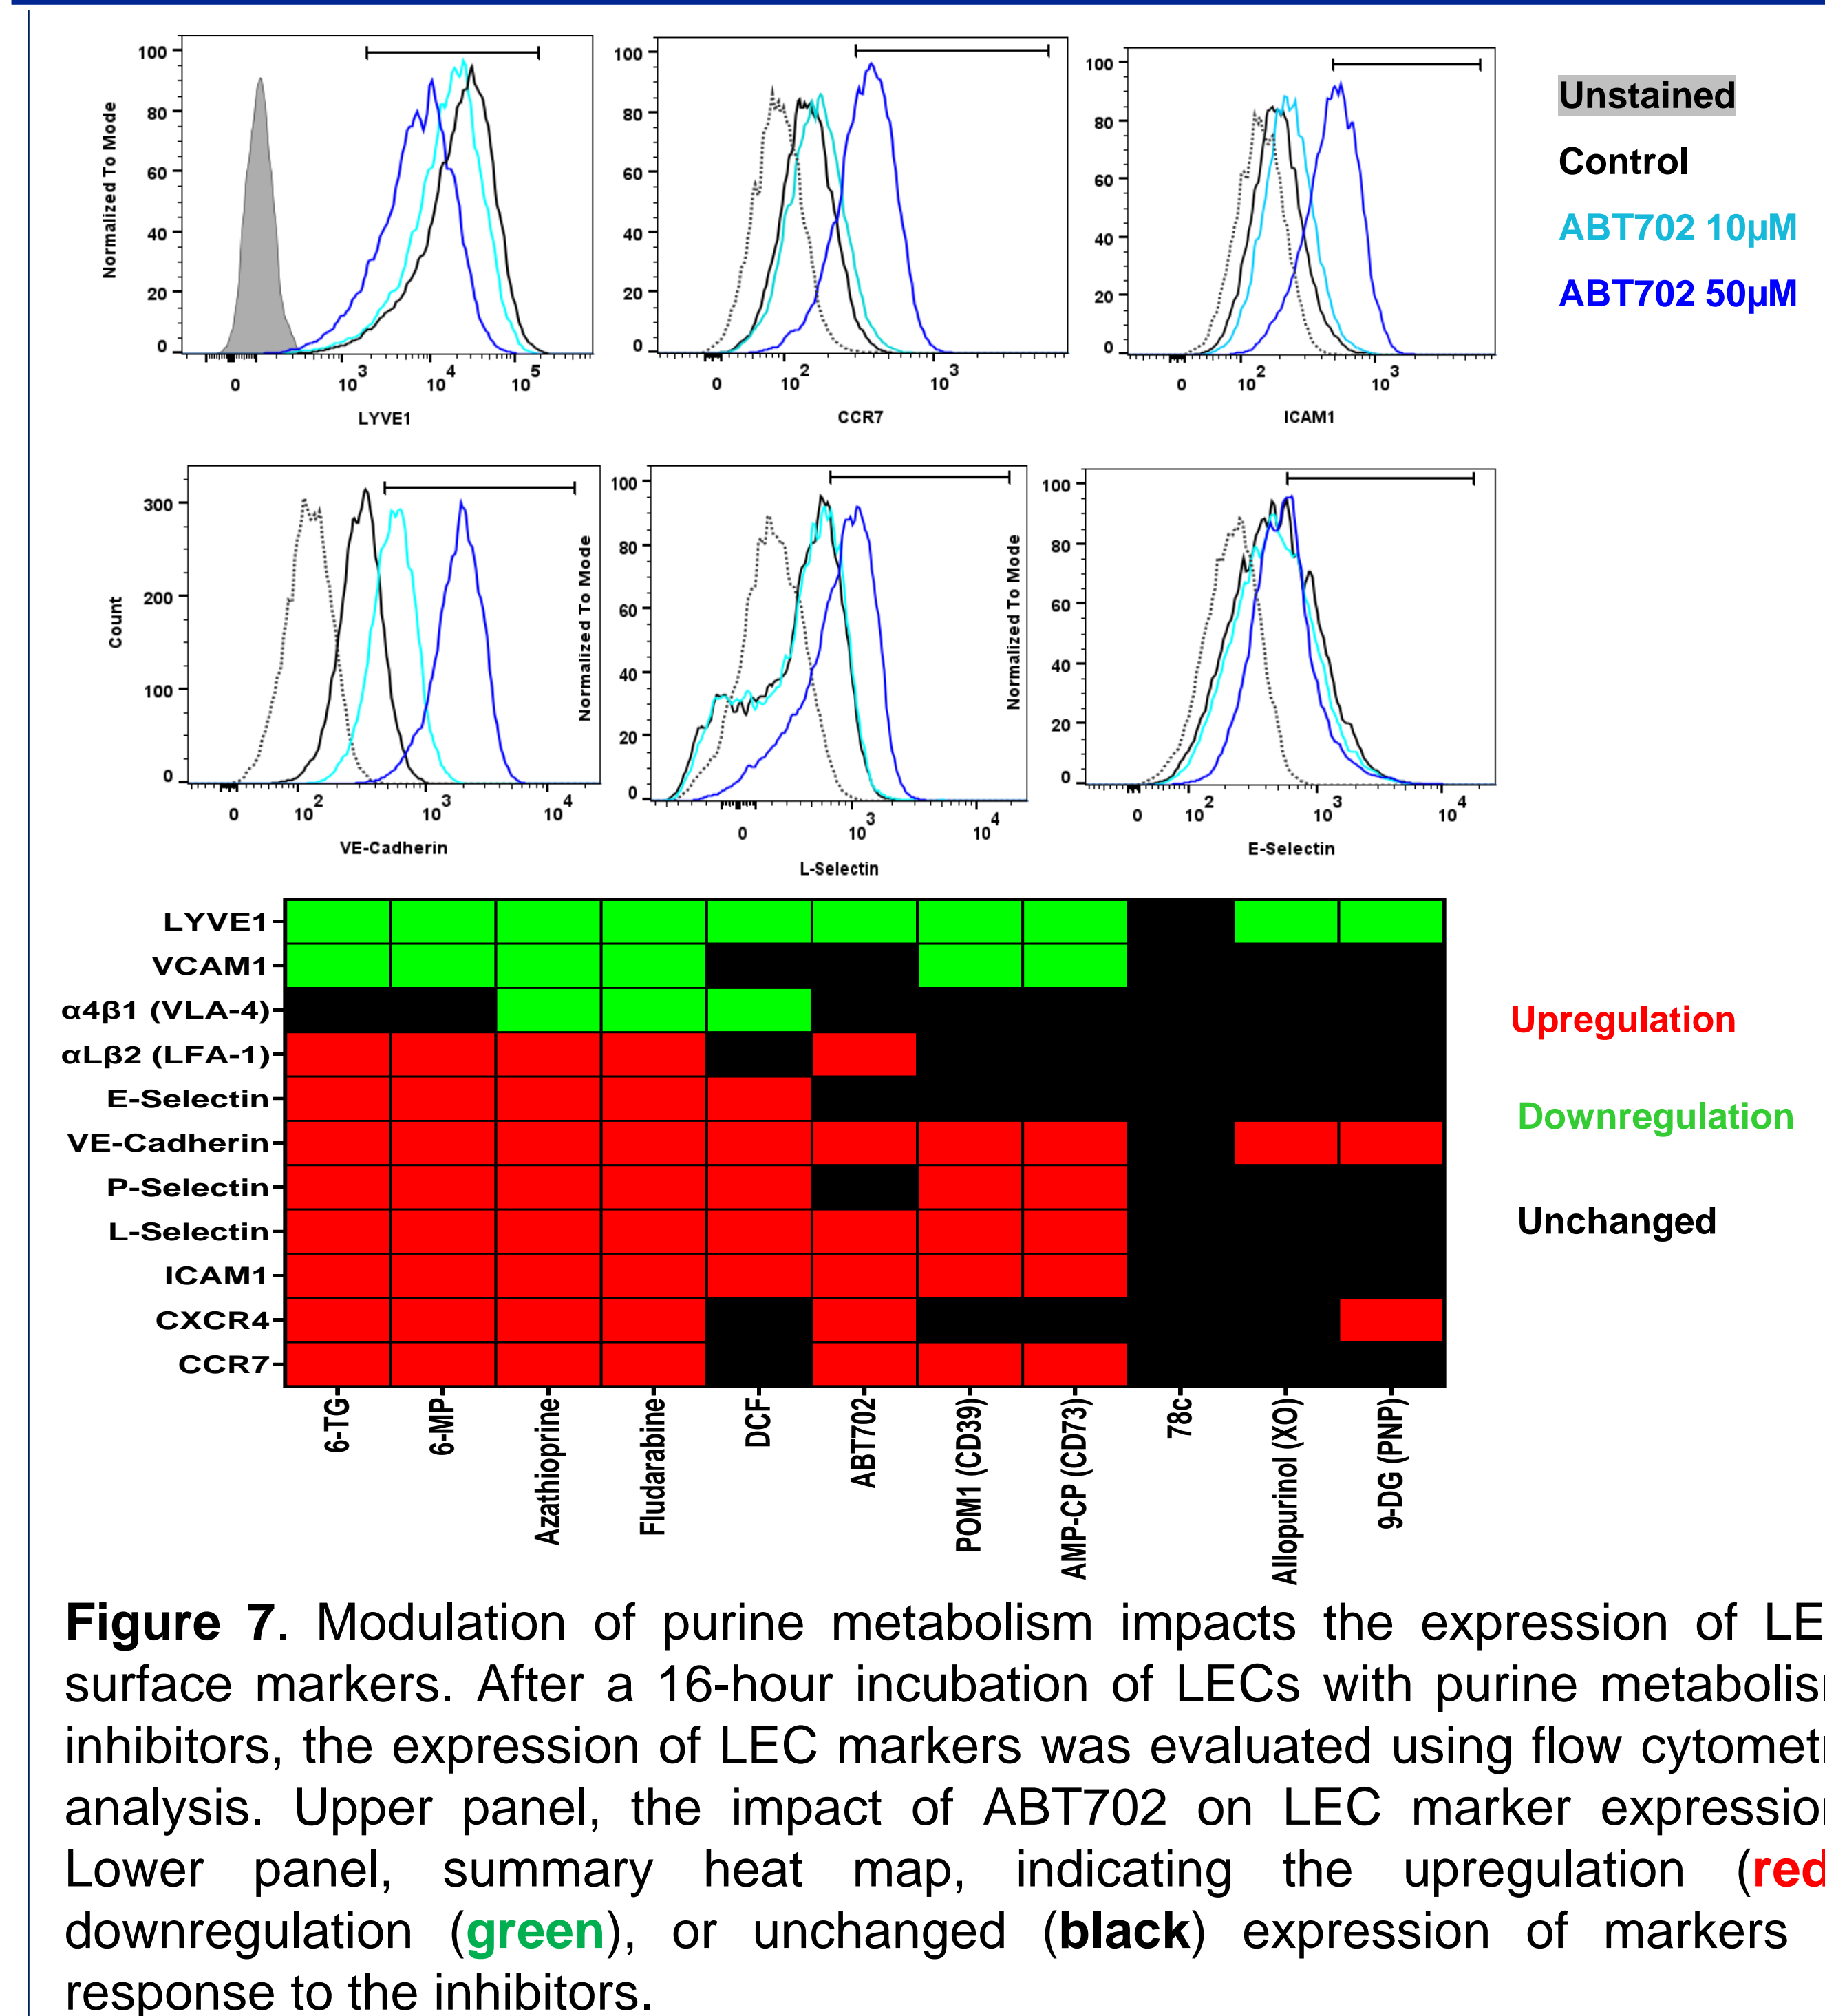 Normalized To Mode
100
80
60
40
20
0
0 10^3 10^4 10^5
LYVE1
100
80
60
40
20
0
0 10^2 10^3
CCR7
100
80
60
40
20
0
0 10^2 10^3
ICAM1
Unstained
Control
ABT702 10μM
ABT702 50μM
Count
300
200
100
0
0 10^2 10^3 10^4
VE-Cadherin
Normalized To Mode
100
80
60
40
20
0
0 10^3 10^4
L-Selectin
Normalized To Mode
100
80
60
40
20
0
0 10^2 10^3 10^4
E-Selectin
LYVE1
VCAM1
α4β1 (VLA-4)
αLβ2 (LFA-1)
E-Selectin
VE-Cadherin
P-Selectin
L-Selectin
ICAM1
CXCR4
CCR7
6-TG
6-MP
Azathioprine
Fludarabine
DCF
ABT702
POM1 (CD39)
AMP-CP (CD73)
78c
Allopurinol (XO)
9-DG (PNP)
Upregulation
Downregulation
Unchanged
Figure 7. Modulation of purine metabolism impacts the expression of LE
surface markers. After a 16-hour incubation of LECs with purine metabolism
inhibitors, the expression of LEC markers was evaluated using flow cytometr
analysis. Upper panel, the impact of ABT702 on LEC marker expression
Lower panel, summary heat map, indicating the upregulation (red
downregulation (green), or unchanged (black) expression of markers
response to the inhibitors.